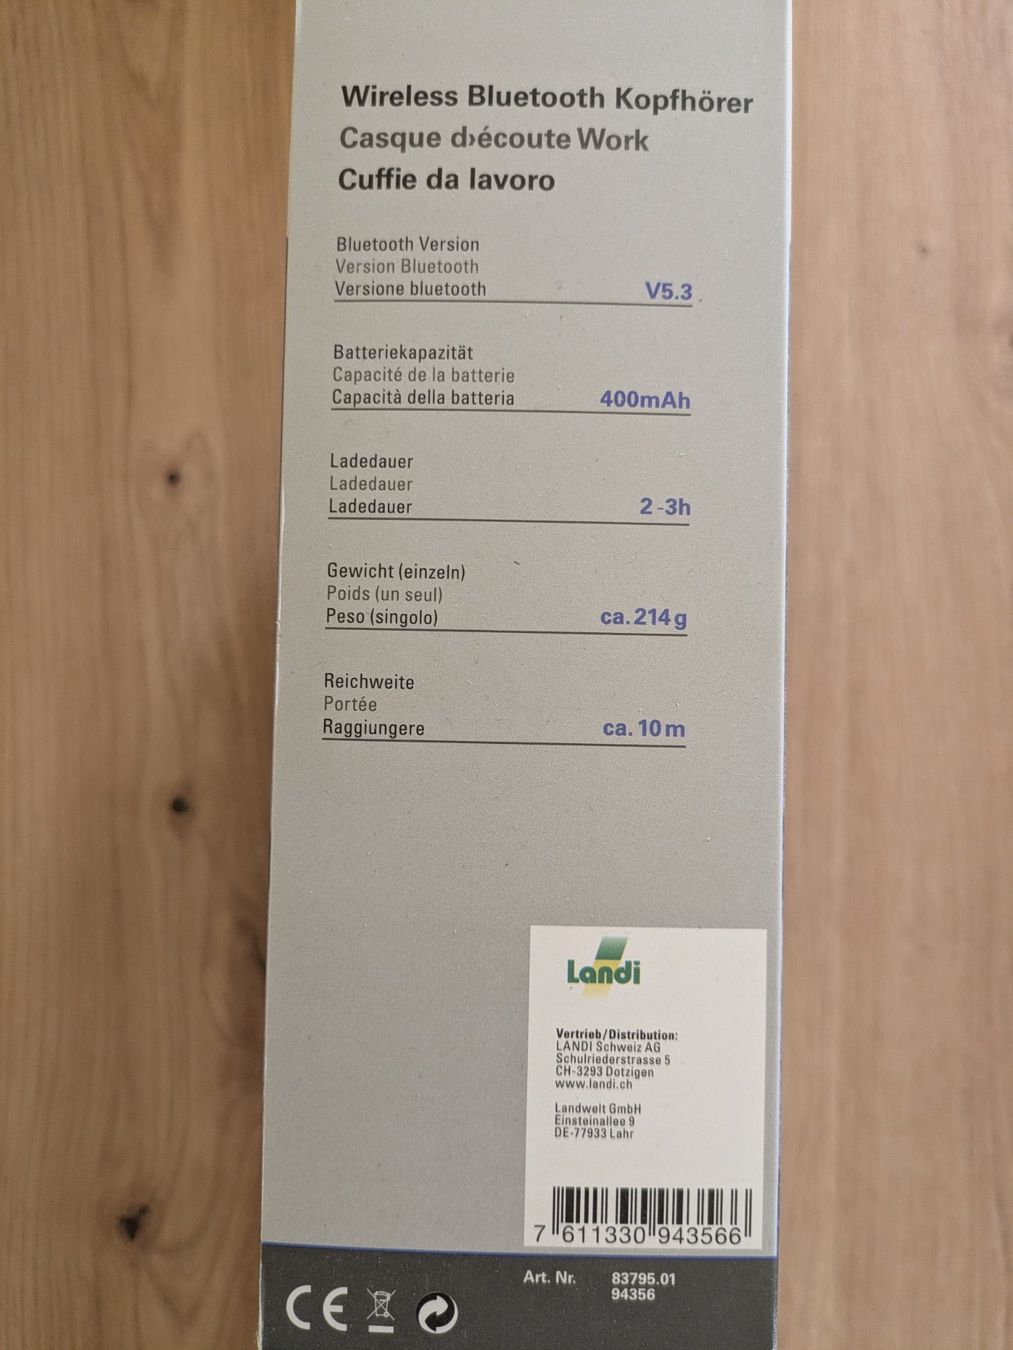 Wireless Bluetooth Kopfhörer
Casque d›écoute Work
Cuffie da lavoro
Bluetooth Version
Version Bluetooth
Versione bluetooth V5.3
Batteriekapazität
Capacité de la batterie
Capacità della batteria 400mAh
Ladedauer
Ladedauer
Ladedauer 2-3h
Gewicht (einzeln)
Poids (un seul)
Peso (singolo) ca. 214 g
Reichweite
Portée
Raggiungere ca. 10 m
Landi
Vertrieb/Distribution:
LANDI Schweiz AG
Schulriederstrasse 5
CH-3293 Dotzigen
www.landi.ch
Landwelt GmbH
Einsteinallee 9
DE-77933 Lahr
7 611330 943566
Art. Nr. 83795.01
94356
CE